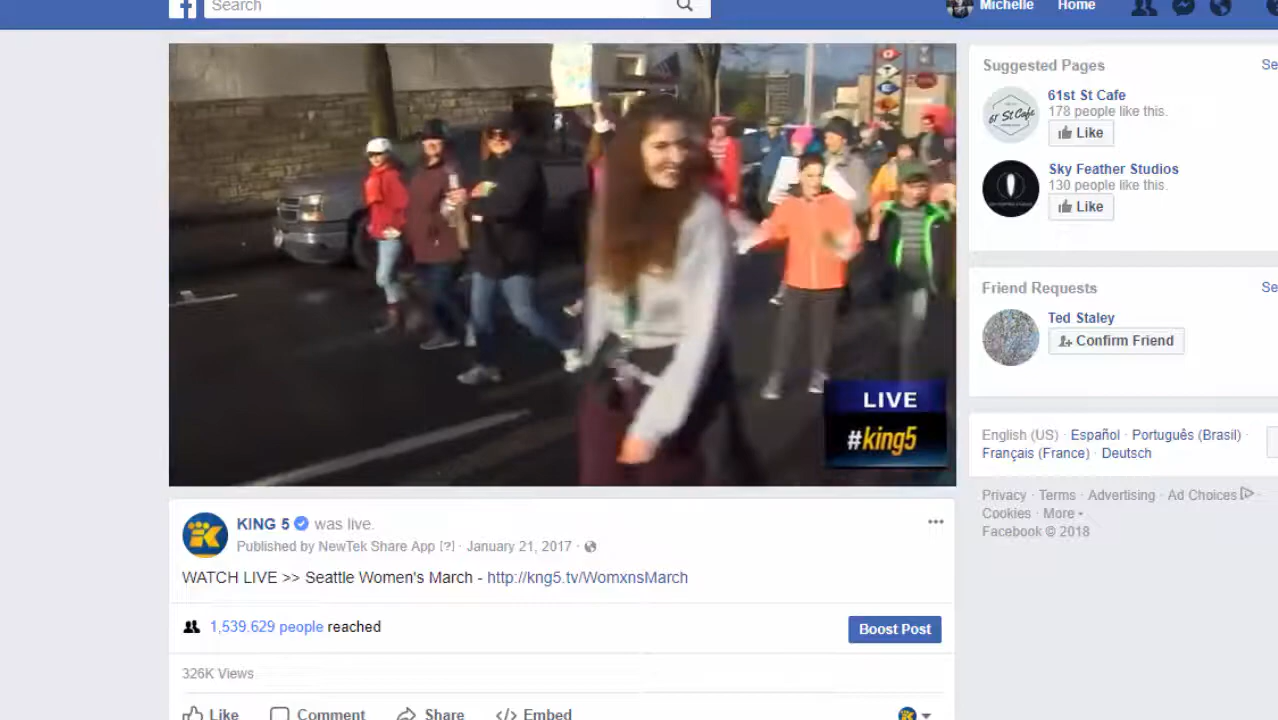 Search
Michelle Home
LIVE
#king5
Suggested Pages
Se
61st St Cafe
178 people like this.
Like
Sky Feather Studios
130 people like this.
Like
Friend Requests
Se
Ted Staley
Confirm Friend
English (US) · Español · Português (Brasil) ·
Français (France) · Deutsch
Privacy · Terms · Advertising · Ad Choices ·
Cookies · More
Facebook © 2018
KING 5 was live.
Published by NewTek Share App [?] · January 21, 2017 ·
WATCH LIVE >> Seattle Women's March - http://kng5.tv/WomxnsMarch
1,539.629 people reached
Boost Post
326K Views
Like Comment Share Embed